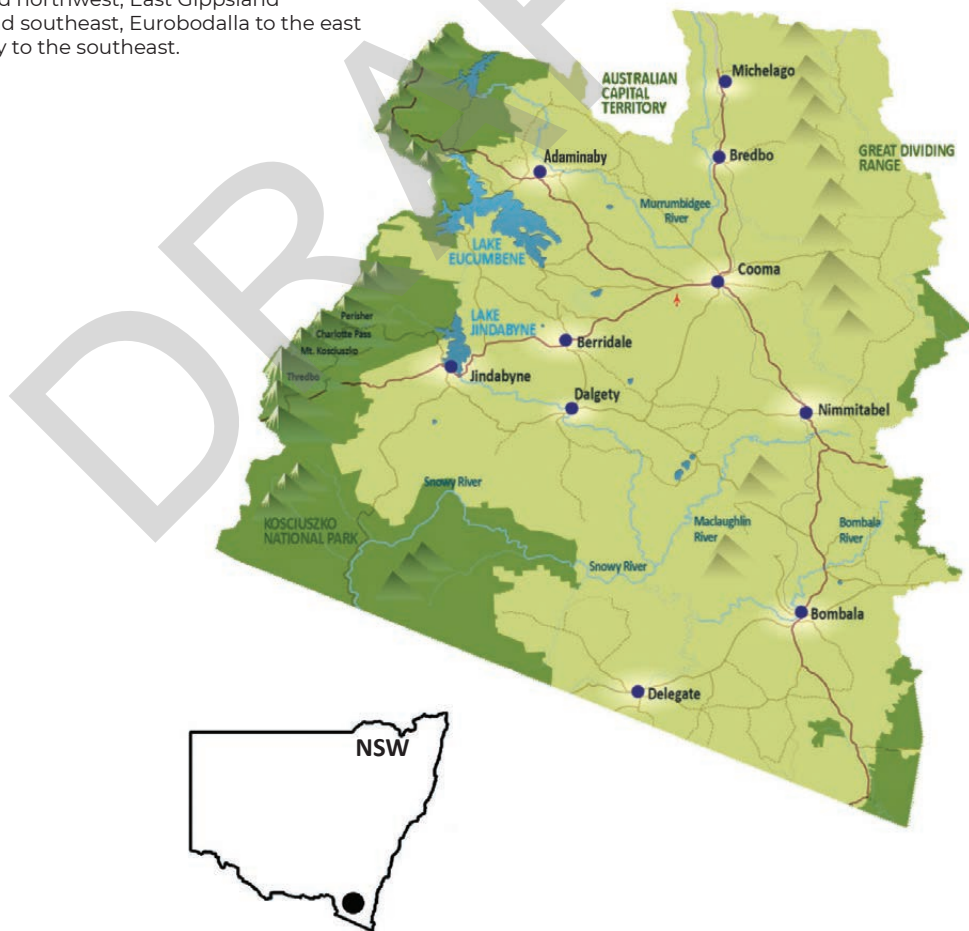 northwest, East Gippsland
southeast, Eurobodalla to the east
to the southeast.
DRAFT
AUSTRALIAN
CAPITAL
TERRITORY
Michelago
Adaminaby
Bredbo
GREAT DIVIDING
RANGE
Murrumbidgee
River
LAKE
EUCUMBENE
Cooma
Perisher
LAKE
JINDABYNE
Charlotte Pass
Mt. Kosciuszko
Berridale
Thredbo
Jindabyne
Dalgety
Nimmitabel
Snowy River
KOSCIUSZKO
NATIONAL PARK
Maclaughlin
River
Bombala
River
Snowy River
Bombala
Delegate
NSW